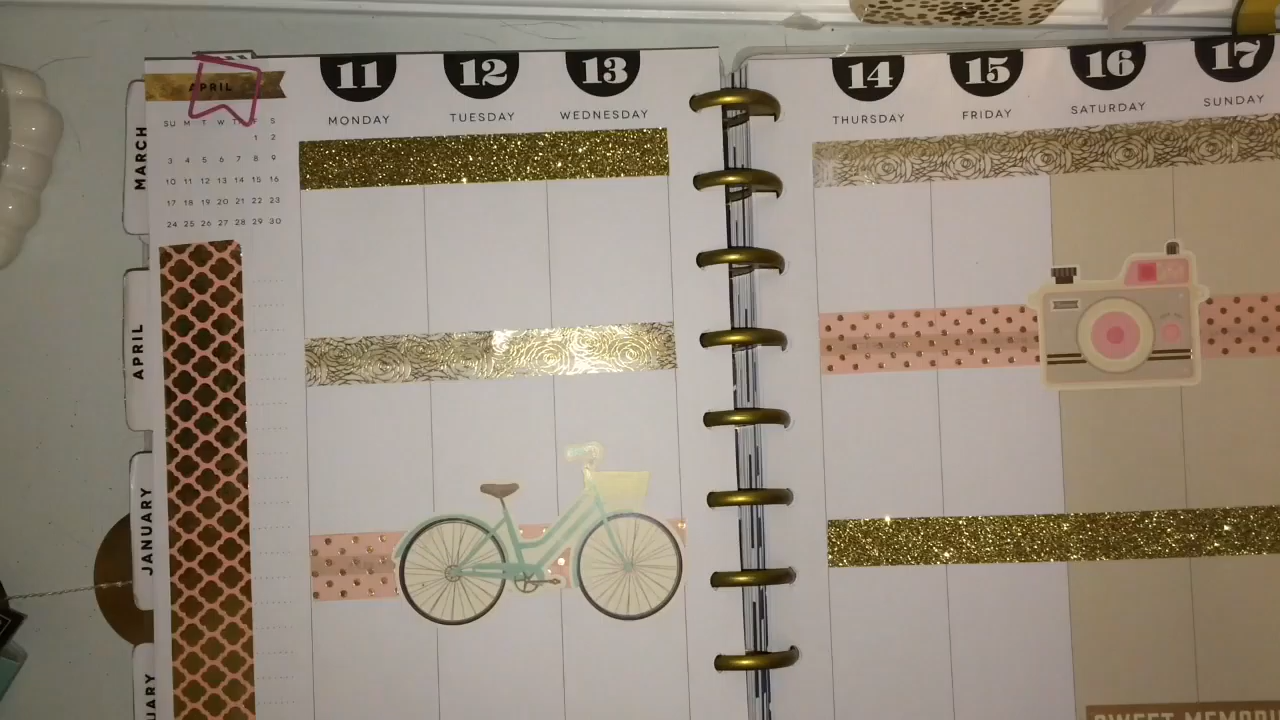 APRIL
SU M T W T F S
1 2
3 4 5 6 7 8 9
10 11 12 13 14 15 16
17 18 19 20 21 22 23
24 25 26 27 28 29 30
MARCH
APRIL
JANUARY
11
MONDAY
12
TUESDAY
13
WEDNESDAY
14
THURSDAY
15
FRIDAY
16
SATURDAY
17
SUNDAY
SWEET